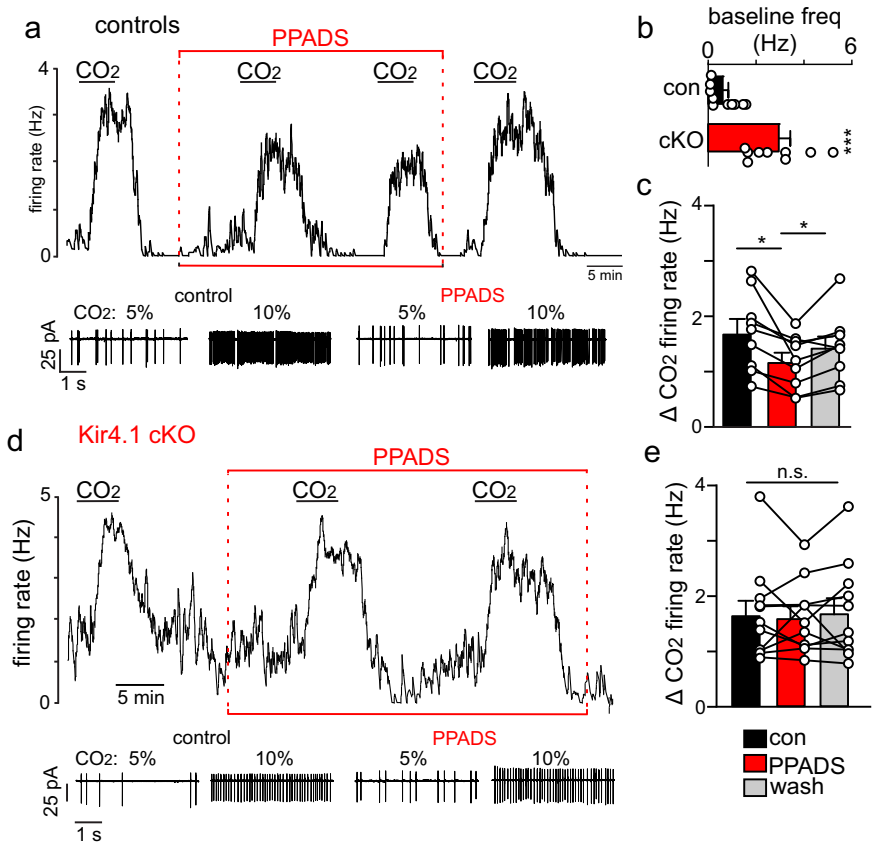 a
controls
PPADS
CO2
CO2
CO2
CO2
4
firing rate (Hz)
0
5 min
control
PPADS
CO2: 5%
10%
5%
10%
25 pA
1 s
b
baseline freq
(Hz)
0
6
con
cKO
***
c
4
Δ CO2 firing rate (Hz)
2
0
*
*
d
Kir4.1 cKO
PPADS
CO2
CO2
CO2
5
firing rate (Hz)
0
5 min
control
PPADS
CO2: 5%
10%
5%
10%
25 pA
1 s
e
n.s.
4
Δ CO2 firing rate (Hz)
2
0
con
PPADS
wash